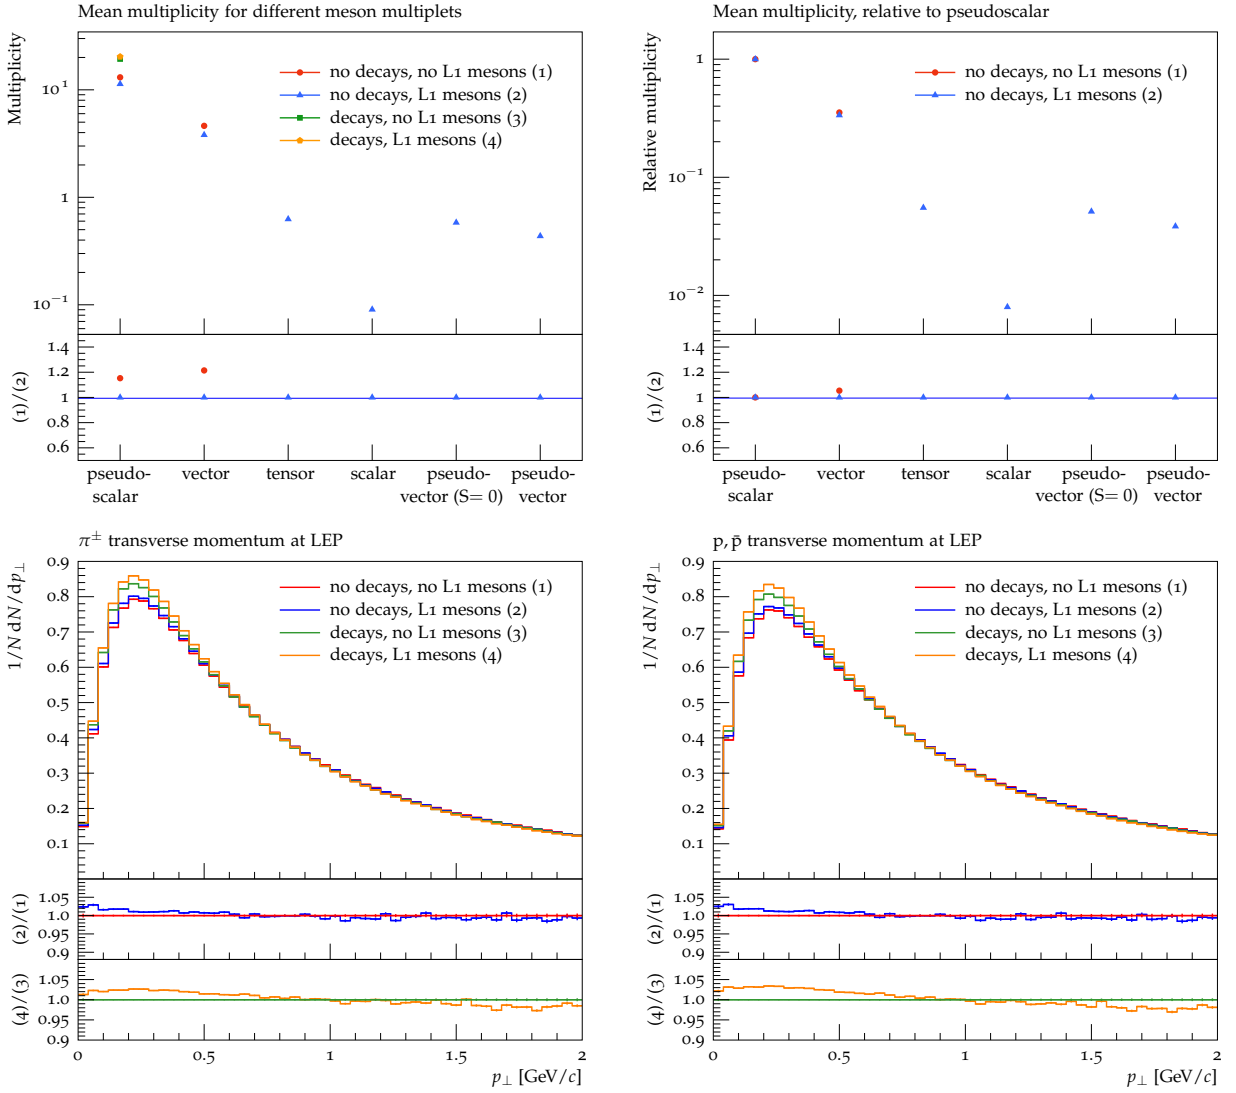 Mean multiplicity for different meson multiplets
Multiplicity
10¹
1
10⁻¹
no decays, no L1 mesons (1)
no decays, L1 mesons (2)
decays, no L1 mesons (3)
decays, L1 mesons (4)
(1)/(2)
1.4
1.2
1
0.8
0.6
pseudo-
scalar
vector
tensor
scalar
pseudo-
vector (S= 0)
pseudo-
vector
Mean multiplicity, relative to pseudoscalar
Relative multiplicity
1
10⁻¹
10⁻²
no decays, no L1 mesons (1)
no decays, L1 mesons (2)
(1)/(2)
1.4
1.2
1
0.8
0.6
pseudo-
scalar
vector
tensor
scalar
pseudo-
vector (S= 0)
pseudo-
vector
π± transverse momentum at LEP
1/N dN/dp⊥
0.9
0.8
0.7
0.6
0.5
0.4
0.3
0.2
0.1
no decays, no L1 mesons (1)
no decays, L1 mesons (2)
decays, no L1 mesons (3)
decays, L1 mesons (4)
(2)/(1)
1.05
1.0
0.95
0.9
(4)/(3)
1.05
1.0
0.95
0.9
0
0.5
1
1.5
2
p⊥ [GeV/c]
p, p̄ transverse momentum at LEP
1/N dN/dp⊥
0.9
0.8
0.7
0.6
0.5
0.4
0.3
0.2
0.1
no decays, no L1 mesons (1)
no decays, L1 mesons (2)
decays, no L1 mesons (3)
decays, L1 mesons (4)
(2)/(1)
1.05
1.0
0.95
0.9
(4)/(3)
1.05
1.0
0.95
0.9
0
0.5
1
1.5
2
p⊥ [GeV/c]